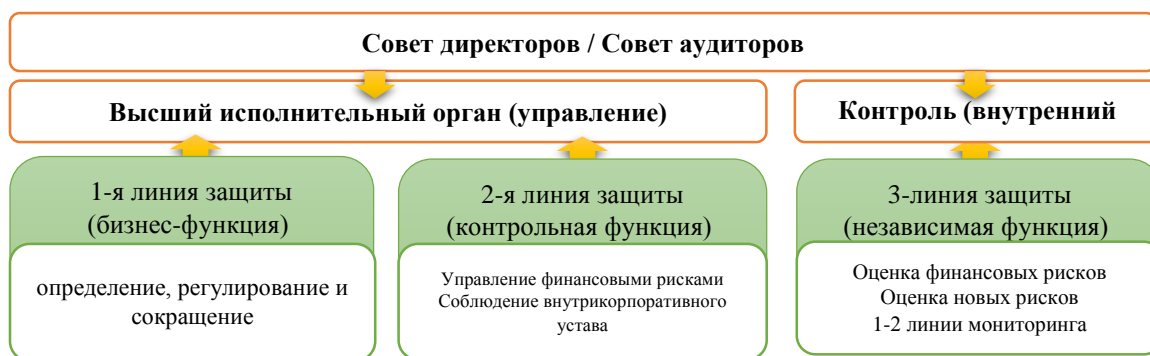 Совет директоров / Совет аудиторов
Высший исполнительный орган (управление)
Контроль (внутренний
1-я линия защиты
(бизнес-функция)
определение, регулирование и
сокращение
2-я линия защиты
(контрольная функция)
Управление финансовыми рисками
Соблюдение внутрикорпоративного
устава
3-линия защиты
(независимая функция)
Оценка финансовых рисков
Оценка новых рисков
1-2 линии мониторинга